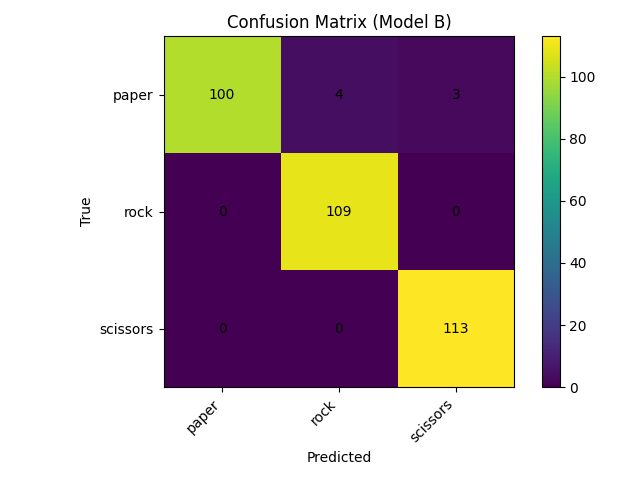 Confusion Matrix (Model B)
True
paper 100 4 3
rock 0 109 0
scissors 0 0 113
paper rock scissors
Predicted
100
80
60
40
20
0